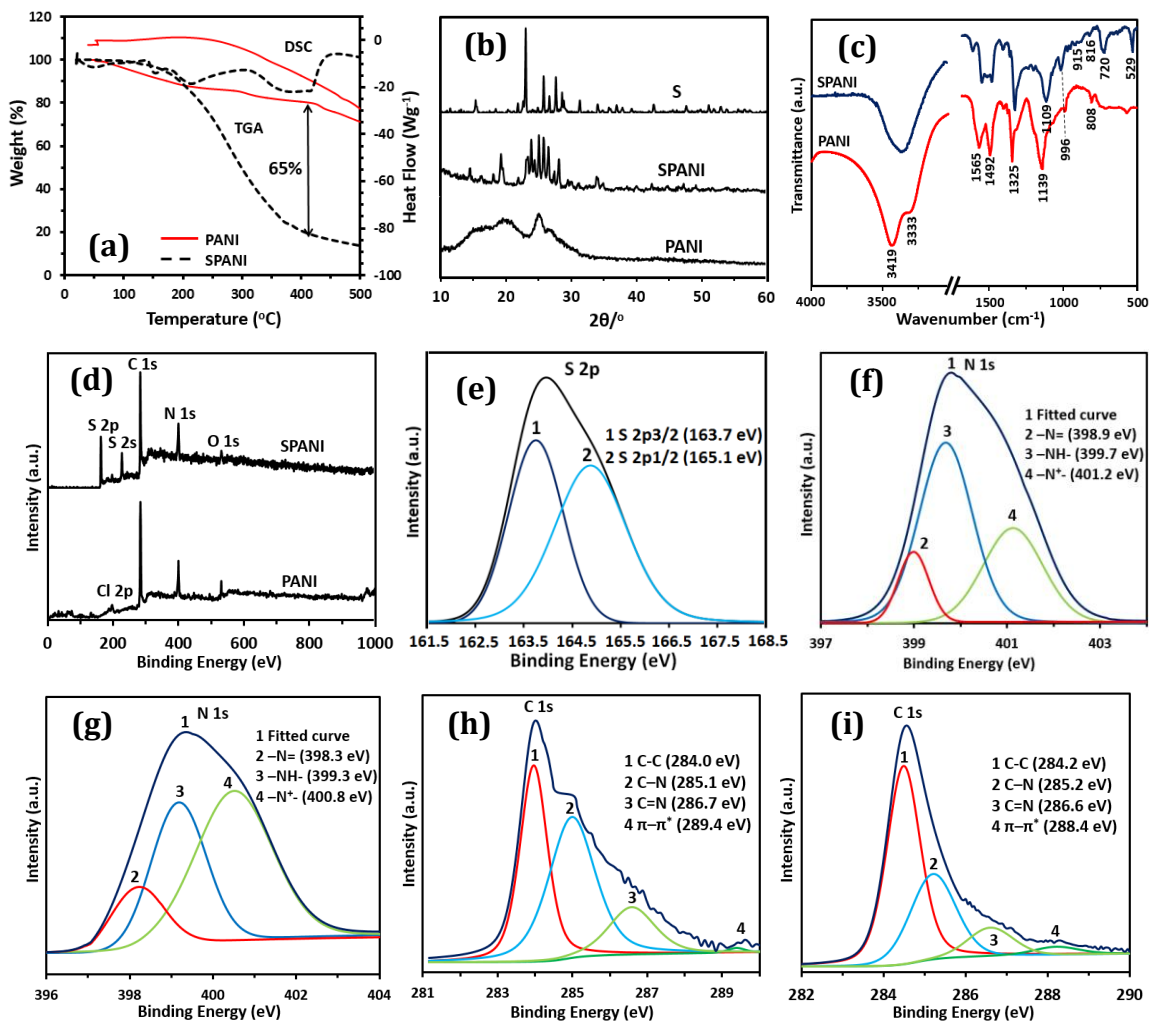 (a)
120
100
80
60
40
20
0
Weight (%)
DSC
TGA
65%
PANI
SPANI
0
-20
-40
-60
-80
-100
Heat Flow (Wg-1)
0 100 200 300 400 500
Temperature (oC)
(b)
S
SPANI
PANI
10 20 30 40 50 60
2θ/o
(c)
Transmittance (a.u.)
SPANI
PANI
915
816
720
529
1109
996
808
1565
1492
1325
1139
3333
3419
4000 3500 1500 1000 500
Wavenumber (cm-1)
(d)
Intensity (a.u.)
C 1s
S 2p
S 2s
N 1s
O 1s
SPANI
Cl 2p
PANI
0 200 400 600 800 1000
Binding Energy (eV)
(e)
Intensity (a.u.)
S 2p
1
2
1 S 2p3/2 (163.7 eV)
2 S 2p1/2 (165.1 eV)
161.5 162.5 163.5 164.5 165.5 166.5 167.5 168.5
Binding Energy (eV)
(f)
Intensity (a.u.)
1 N 1s
3
4
2
1 Fitted curve
2 –N= (398.9 eV)
3 –NH- (399.7 eV)
4 –N+- (401.2 eV)
397 399 401 403
Binding Energy (eV)
(g)
Intensity (a.u.)
N 1s
1
3
4
2
1 Fitted curve
2 –N= (398.3 eV)
3 –NH- (399.3 eV)
4 –N+- (400.8 eV)
396 398 400 402 404
Binding Energy (eV)
(h)
Intensity (a.u.)
C 1s
1
2
3
4
1 C-C (284.0 eV)
2 C–N (285.1 eV)
3 C=N (286.7 eV)
4 π–π* (289.4 eV)
281 283 285 287 289
Binding Energy (eV)
(i)
Intensity (a.u.)
C 1s
1
2
3
4
1 C-C (284.2 eV)
2 C–N (285.2 eV)
3 C=N (286.6 eV)
4 π–π* (288.4 eV)
282 284 286 288 290
Binding Energy (eV)